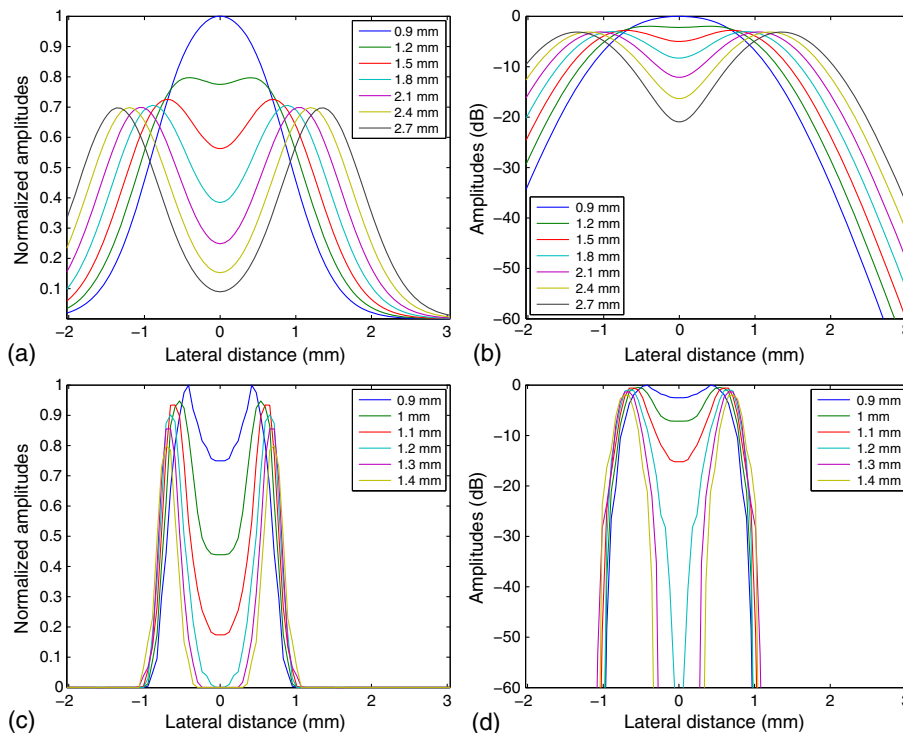 1
0.9
0.8
0.7
0.6
0.5
0.4
0.3
0.2
0.1
−2 −1 0 1 2 3
Normalized amplitudes
Lateral distance (mm)
0.9 mm
1.2 mm
1.5 mm
1.8 mm
2.1 mm
2.4 mm
2.7 mm
(a)
0
−10
−20
−30
−40
−50
−60
−2 −1 0 1 2 3
Amplitudes (dB)
Lateral distance (mm)
0.9 mm
1.2 mm
1.5 mm
1.8 mm
2.1 mm
2.4 mm
2.7 mm
(b)
1
0.9
0.8
0.7
0.6
0.5
0.4
0.3
0.2
0.1
0
−2 −1 0 1 2 3
Normalized amplitudes
Lateral distance (mm)
0.9 mm
1 mm
1.1 mm
1.2 mm
1.3 mm
1.4 mm
(c)
0
−10
−20
−30
−40
−50
−60
−2 −1 0 1 2 3
Amplitudes (dB)
Lateral distance (mm)
0.9 mm
1 mm
1.1 mm
1.2 mm
1.3 mm
1.4 mm
(d)